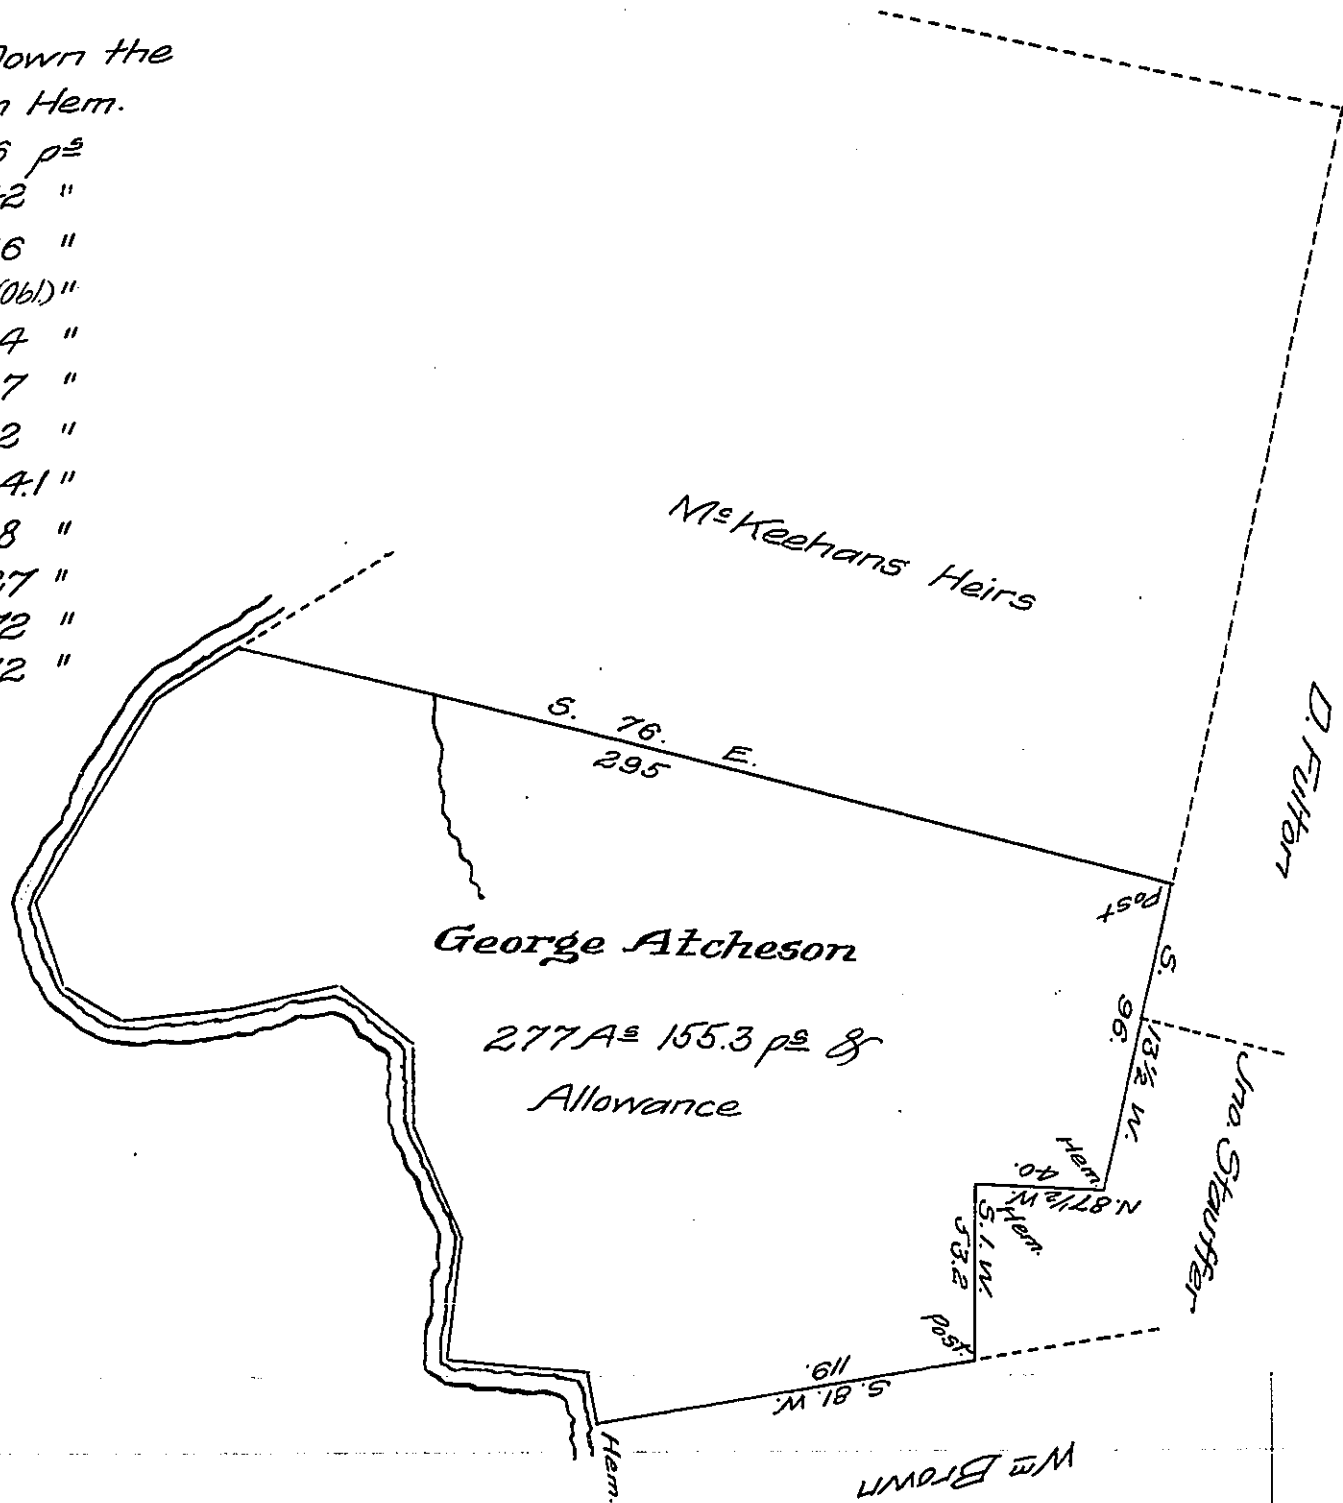 Down the
Hem.
6 pˢ
2 "
6 "
(Obl.) "
4 "
7 "
2 "
4.1 "
8 "
27 "
72 "
2 "
MᶜKeehans Heirs
S. 76. E.
295
D. Fulton
Post
George Atcheson
277 Aˢ 155.3 pˢ &
Allowance
S. 13½ W.
96.
Jno. Stauffer
Hem.
N. 87½ W.
40.
Hem.
S. 1. W.
53.2
Post.
S. 81. W.
119.
Hem.
Wᵐ Brown